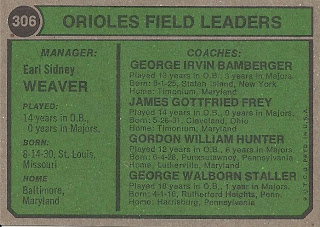 306 ORIOLES FIELD LEADERS
MANAGER:
Earl Sidney
WEAVER
PLAYED:
14 years in O.B.,
0 years in Majors.
BORN:
8-14-30, St. Louis,
Missouri
HOME
Baltimore,
Maryland
COACHES:
GEORGE IRVIN BAMBERGER
Played 18 years in O.B., 3 years in Majors.
Born: 8-1-25, Staten Island, New York
Home: Timonium, Maryland
JAMES GOTTFRIED FREY
Played 14 years in O.B., 0 years in Majors.
Born: 5-26-31, Cleveland, Ohio
Home: Timonium, Maryland
GORDON WILLIAM HUNTER
Played 12 years in O.B., 6 years in Majors.
Born: 6-4-28, Punxsutawney, Pennsylvania
Home: Lutherville, Maryland
GEORGE WALBORN STALLER
Played years in O.B., 1 year in Majors.
Born: 4-1-16, Rutherford Heights, Penn.
Home: Harrisburg, Pennsylvania